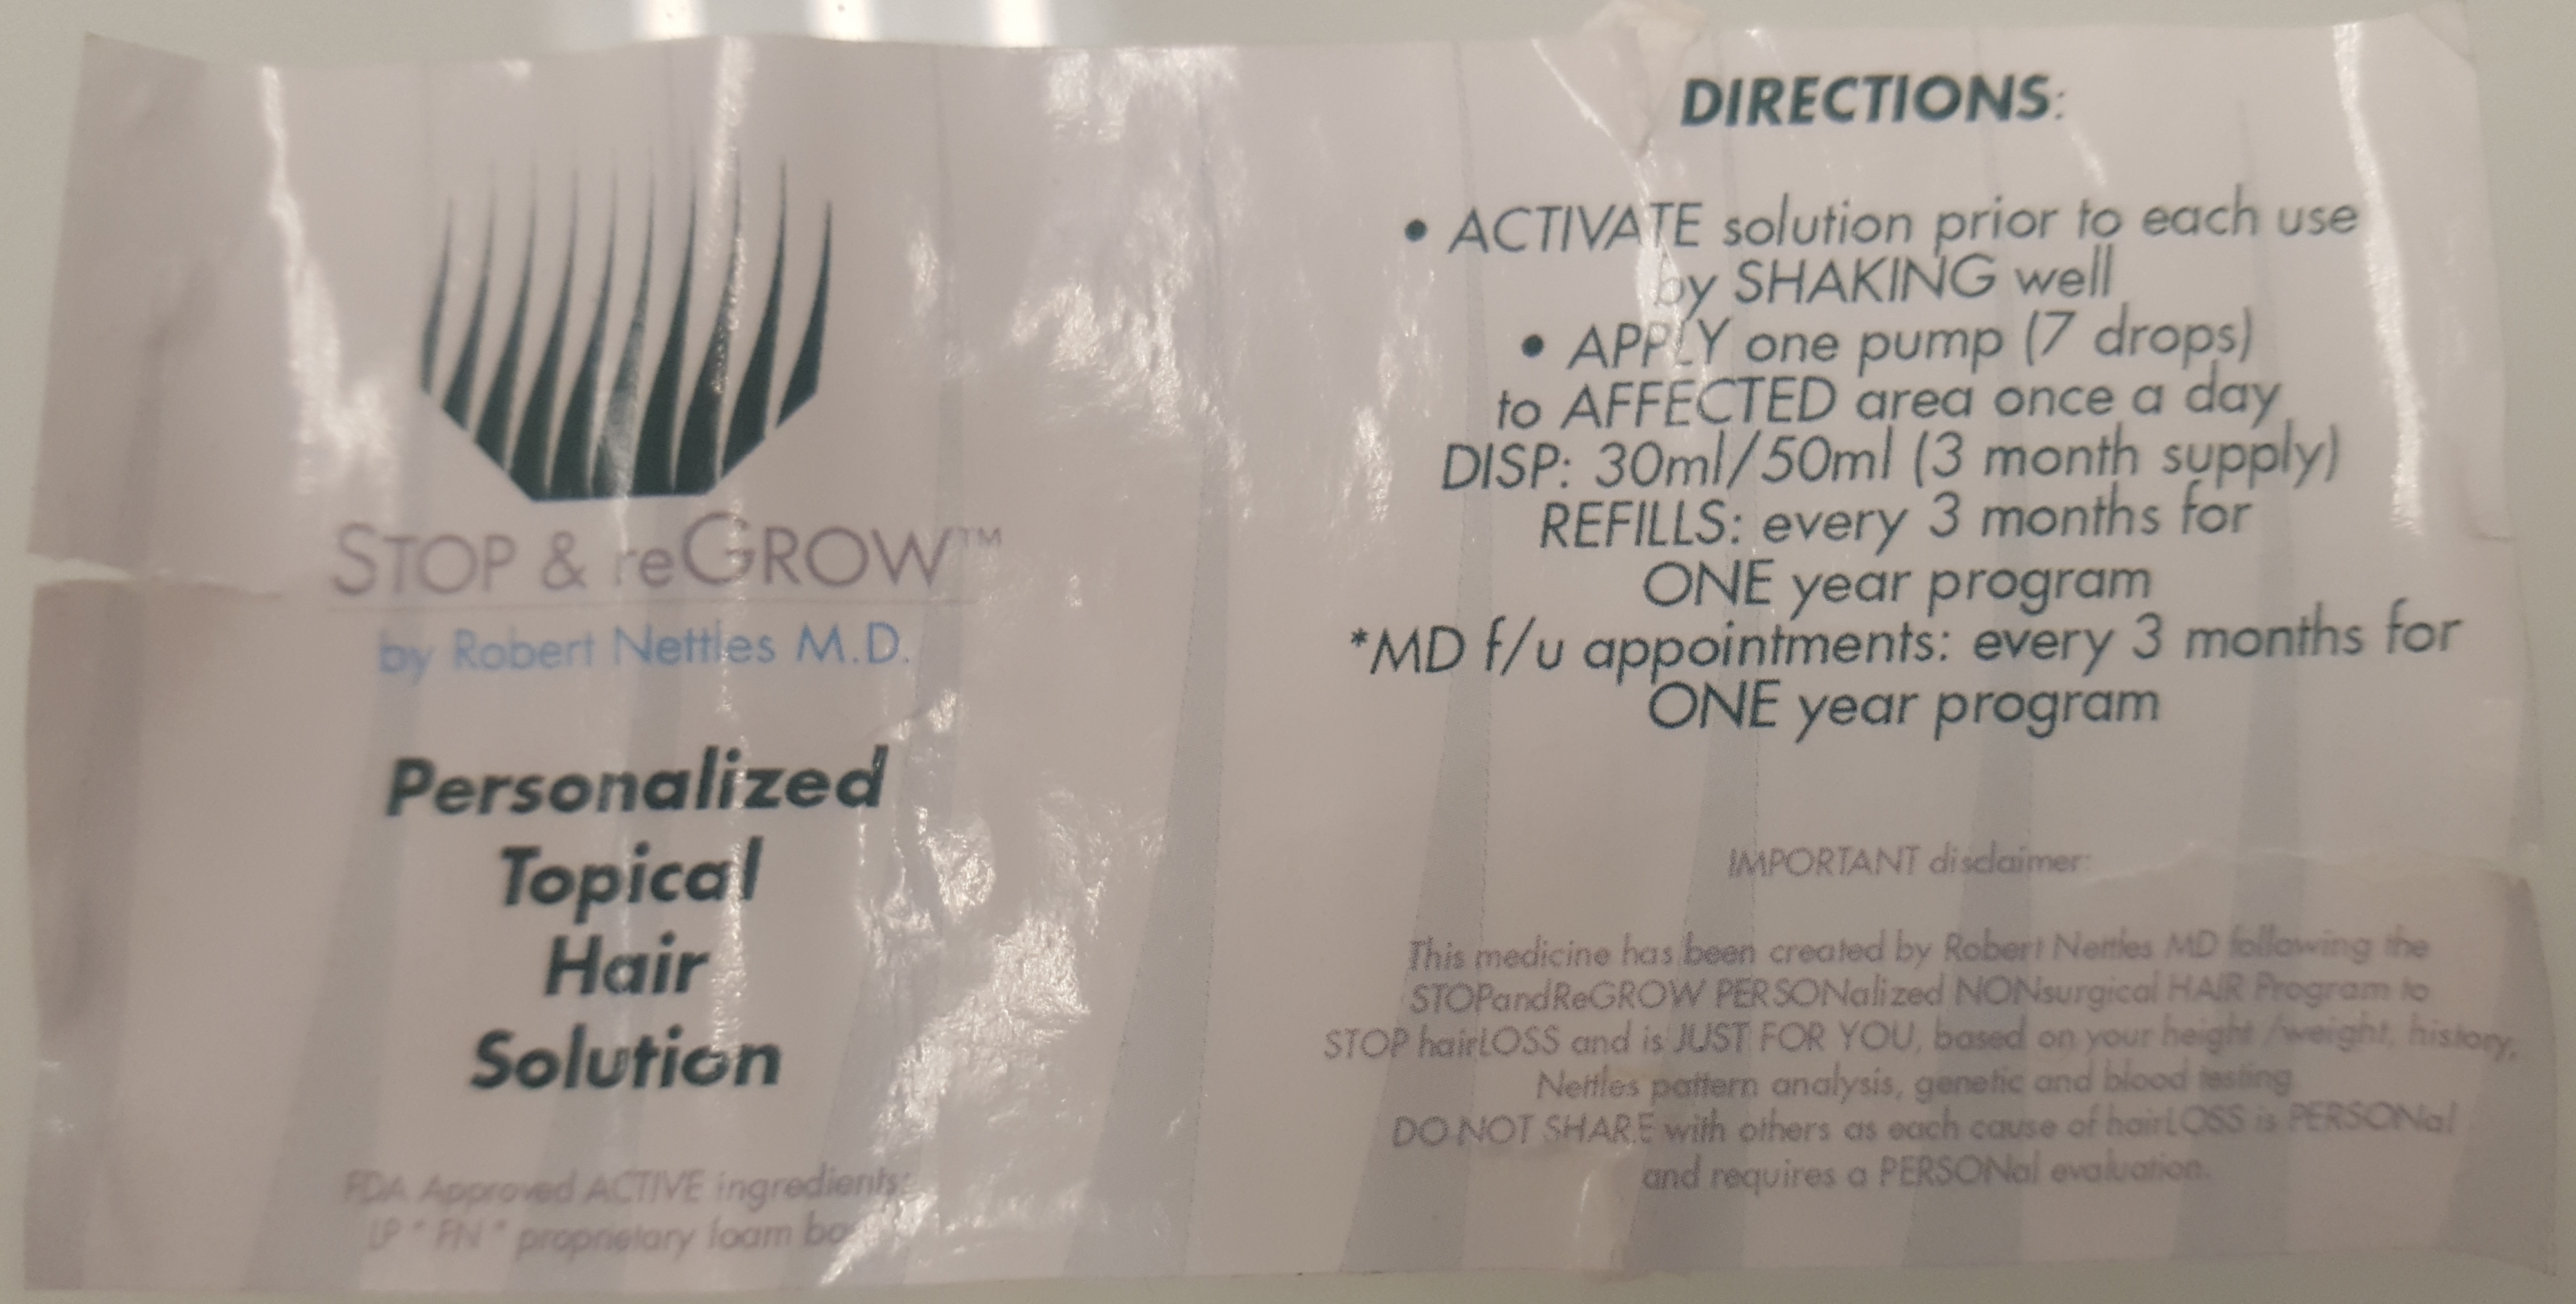 STOP & reGROW™
by Robert Nettles M.D.
Personalized
Topical
Hair
Solution
FDA Approved ACTIVE ingredients:
LP * FN * proprietary foam
DIRECTIONS:
• ACTIVATE solution prior to each use
by SHAKING well
• APPLY one pump (7 drops)
to AFFECTED area once a day
DISP: 30ml/50ml (3 month supply)
REFILLS: every 3 months for
ONE year program
*MD f/u appointments: every 3 months for
ONE year program
IMPORTANT disclaimer:
This medicine has been created by Robert Nettles MD following the
STOPandReGROW PERSONalized NONsurgical HAIR Program to
STOP hairLOSS and is JUST FOR YOU, based on your height /weight, history,
Nettles pattern analysis, genetic and blood testing
DO NOT SHARE with others as each cause of hairLOSS is PERSONal
and requires a PERSONal evaluation.